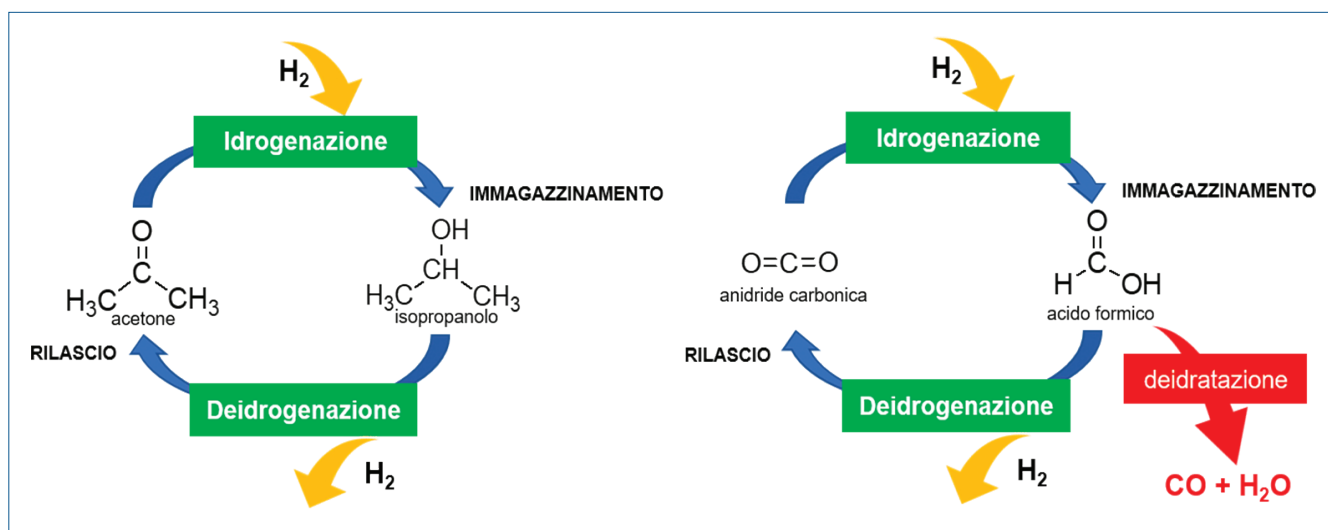 H₂
Idrogenazione
IMMAGAZZINAMENTO
O
C
H₃C CH₃
acetone
OH
CH
H₃C CH₃
isopropanolo
RILASCIO
Deidrogenazione
H₂
H₂
Idrogenazione
IMMAGAZZINAMENTO
O=C=O
anidride carbonica
O
C
H OH
acido formico
RILASCIO
Deidrogenazione
H₂
deidratazione
CO + H₂O